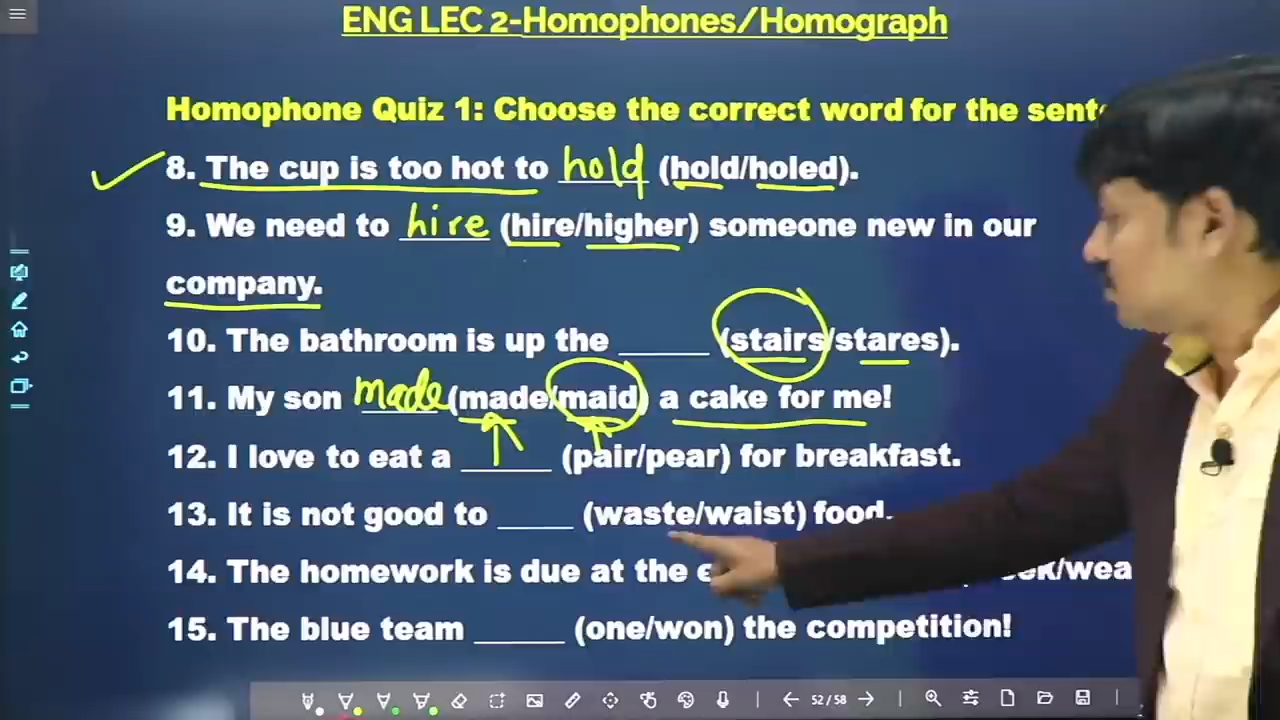 ENG LEC 2-Homophones/Homograph
Homophone Quiz 1: Choose the correct word for the
8. The cup is too hot to hold (hold/holed).
9. We need to hire (hire/higher) someone new in our
company.
10. The bathroom is up the ______ (stairs/stares).
11. My son made (made/maid) a cake for me!
12. I love to eat a ______ (pair/pear) for breakfast.
13. It is not good to _____ (waste/waist) food.
14. The homework is due at the
15. The blue team ______ (one/won) the competition!
52/58